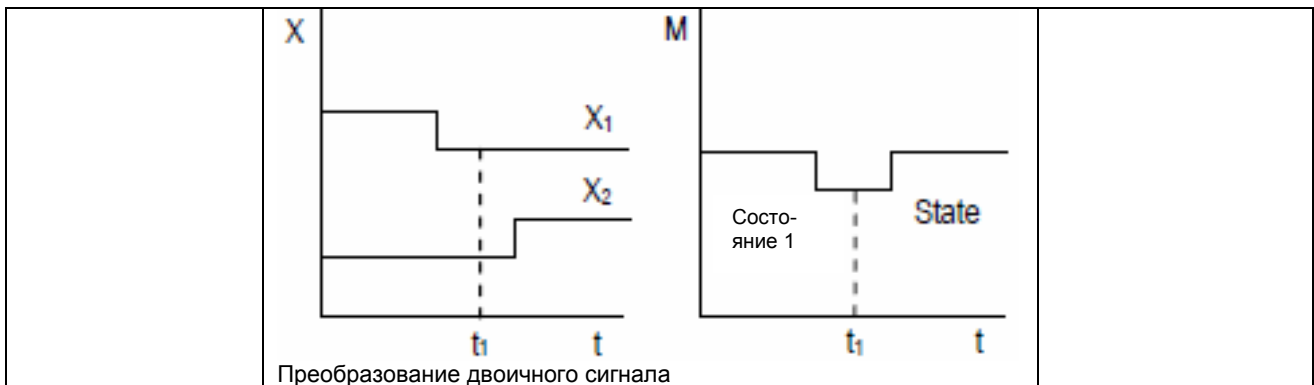 X
M
X₁
X₂
Состо-
яние 1
State
t₁
t
t₁
t
Преобразование двоичного сигнала